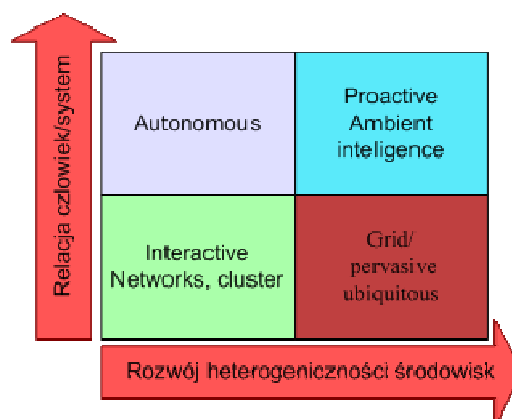 Relacja człowiek/system
Autonomous
Proactive
Ambient
inteligence
Interactive
Networks, cluster
Grid/
pervasive
ubiquitous
Rozwój heterogeniczności środowisk